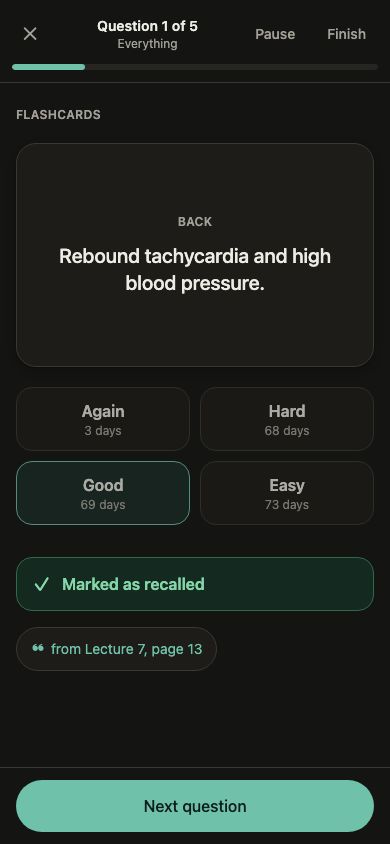 Question 1 of 5
Everything
Pause
Finish
FLASHCARDS
BACK
Rebound tachycardia and high
blood pressure.
Again
3 days
Hard
68 days
Good
69 days
Easy
73 days
Marked as recalled
from Lecture 7, page 13
Next question